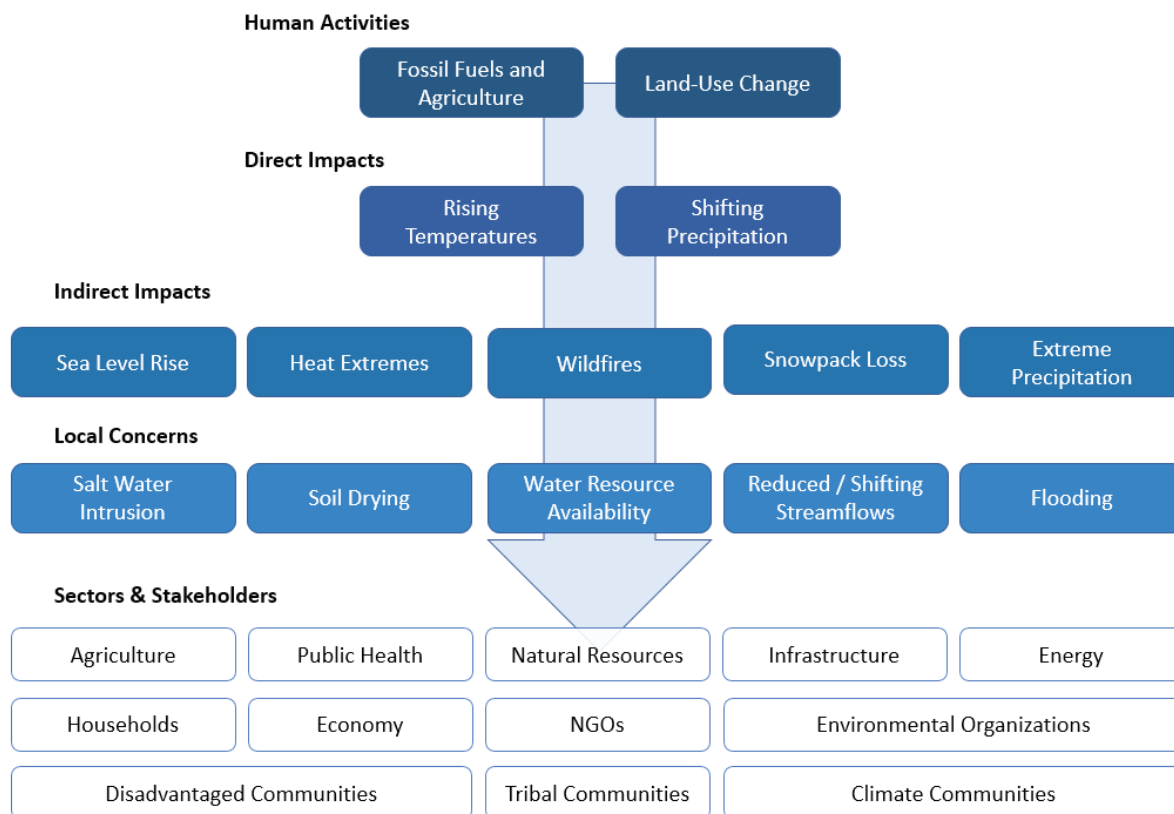 Human Activities
Fossil Fuels and
Agriculture
Land-Use Change
Direct Impacts
Rising
Temperatures
Shifting
Precipitation
Indirect Impacts
Sea Level Rise
Heat Extremes
Wildfires
Snowpack Loss
Extreme
Precipitation
Local Concerns
Salt Water
Intrusion
Soil Drying
Water Resource
Availability
Reduced / Shifting
Streamflows
Flooding
Sectors & Stakeholders
Agriculture
Public Health
Natural Resources
Infrastructure
Energy
Households
Economy
NGOs
Environmental Organizations
Disadvantaged Communities
Tribal Communities
Climate Communities